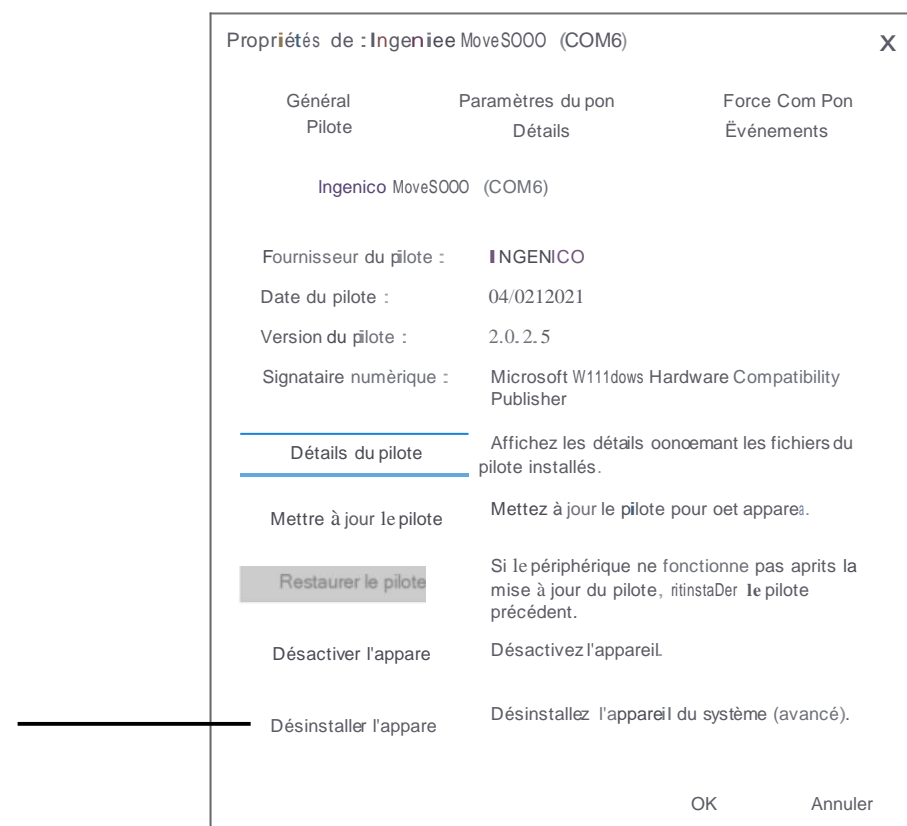 Propriétés de : Ingeniee MoveSOOO (COM6)
X
Général
Paramètres du pon
Force Com Pon
Pilote
Détails
Ëvénements
Ingenico MoveSOOO (COM6)
Fournisseur du pilote :
INGENICO
Date du pilote :
04/0212021
Version du pilote :
2.0.2.5
Signataire numèrique :
Microsoft W111dows Hardware Compatibility
Publisher
Détails du pilote
Affichez les détails oonoemant les fichiers du
pilote installés.
Mettre à jour le pilote
Mettez à jour le pilote pour oet appareà.
Restaurer le pilote
Si le périphérique ne fonctionne pas aprits la
mise à jour du pilote, ritinstaDer le pilote
précédent.
Désactiver l'appare
Désactivez l'appareil.
Désinstaller l'appare
Désinstallez l'appareil du système (avancé).
OK
Annuler